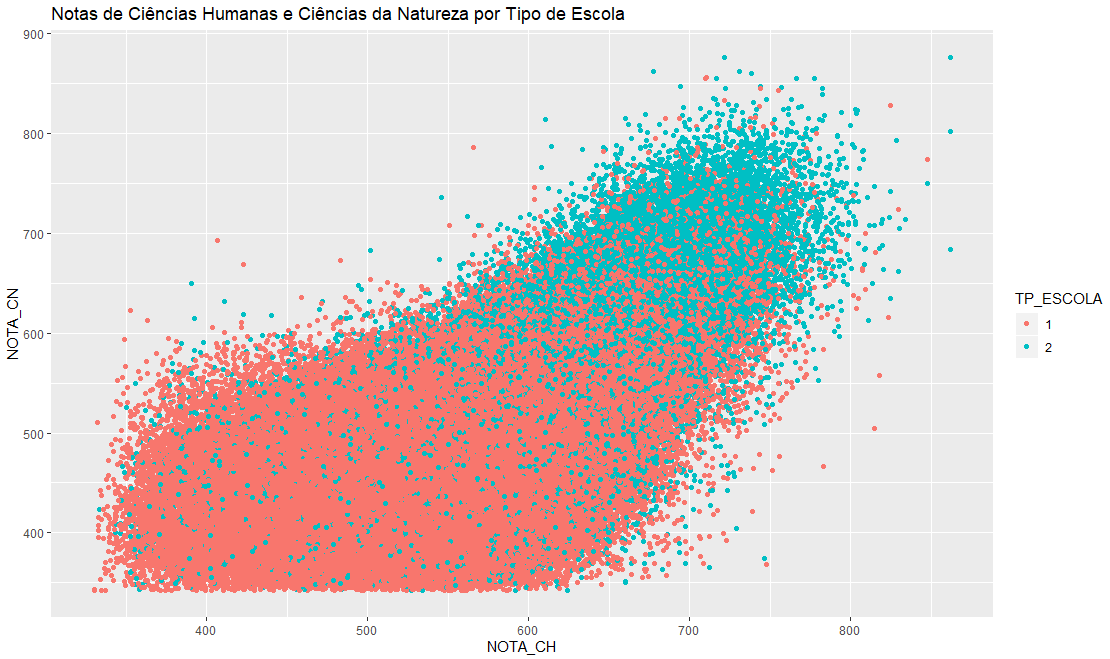 Notas de Ciências Humanas e Ciências da Natureza por Tipo de Escola
900
800
700
600
500
400
NOTA_CN
400 500 600 700 800
NOTA_CH
TP_ESCOLA
1
2